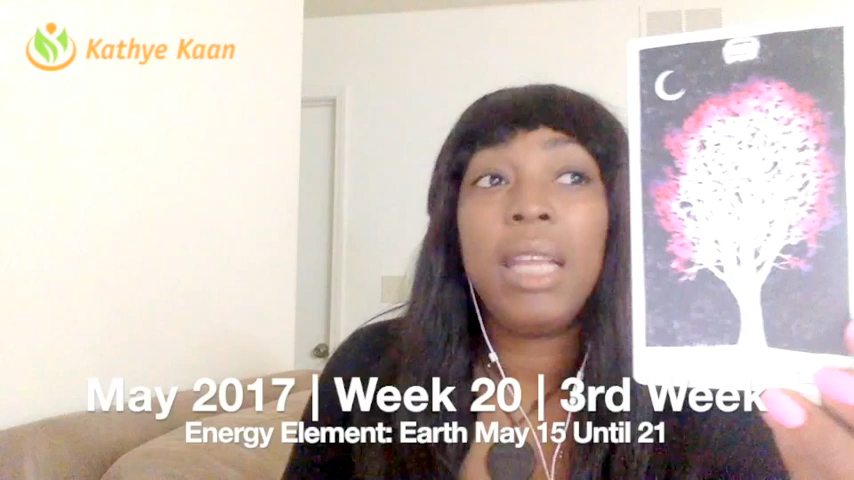 Kathye Kaan
May 2017 | Week 20 | 3rd Week
Energy Element: Earth May 15 Until 21